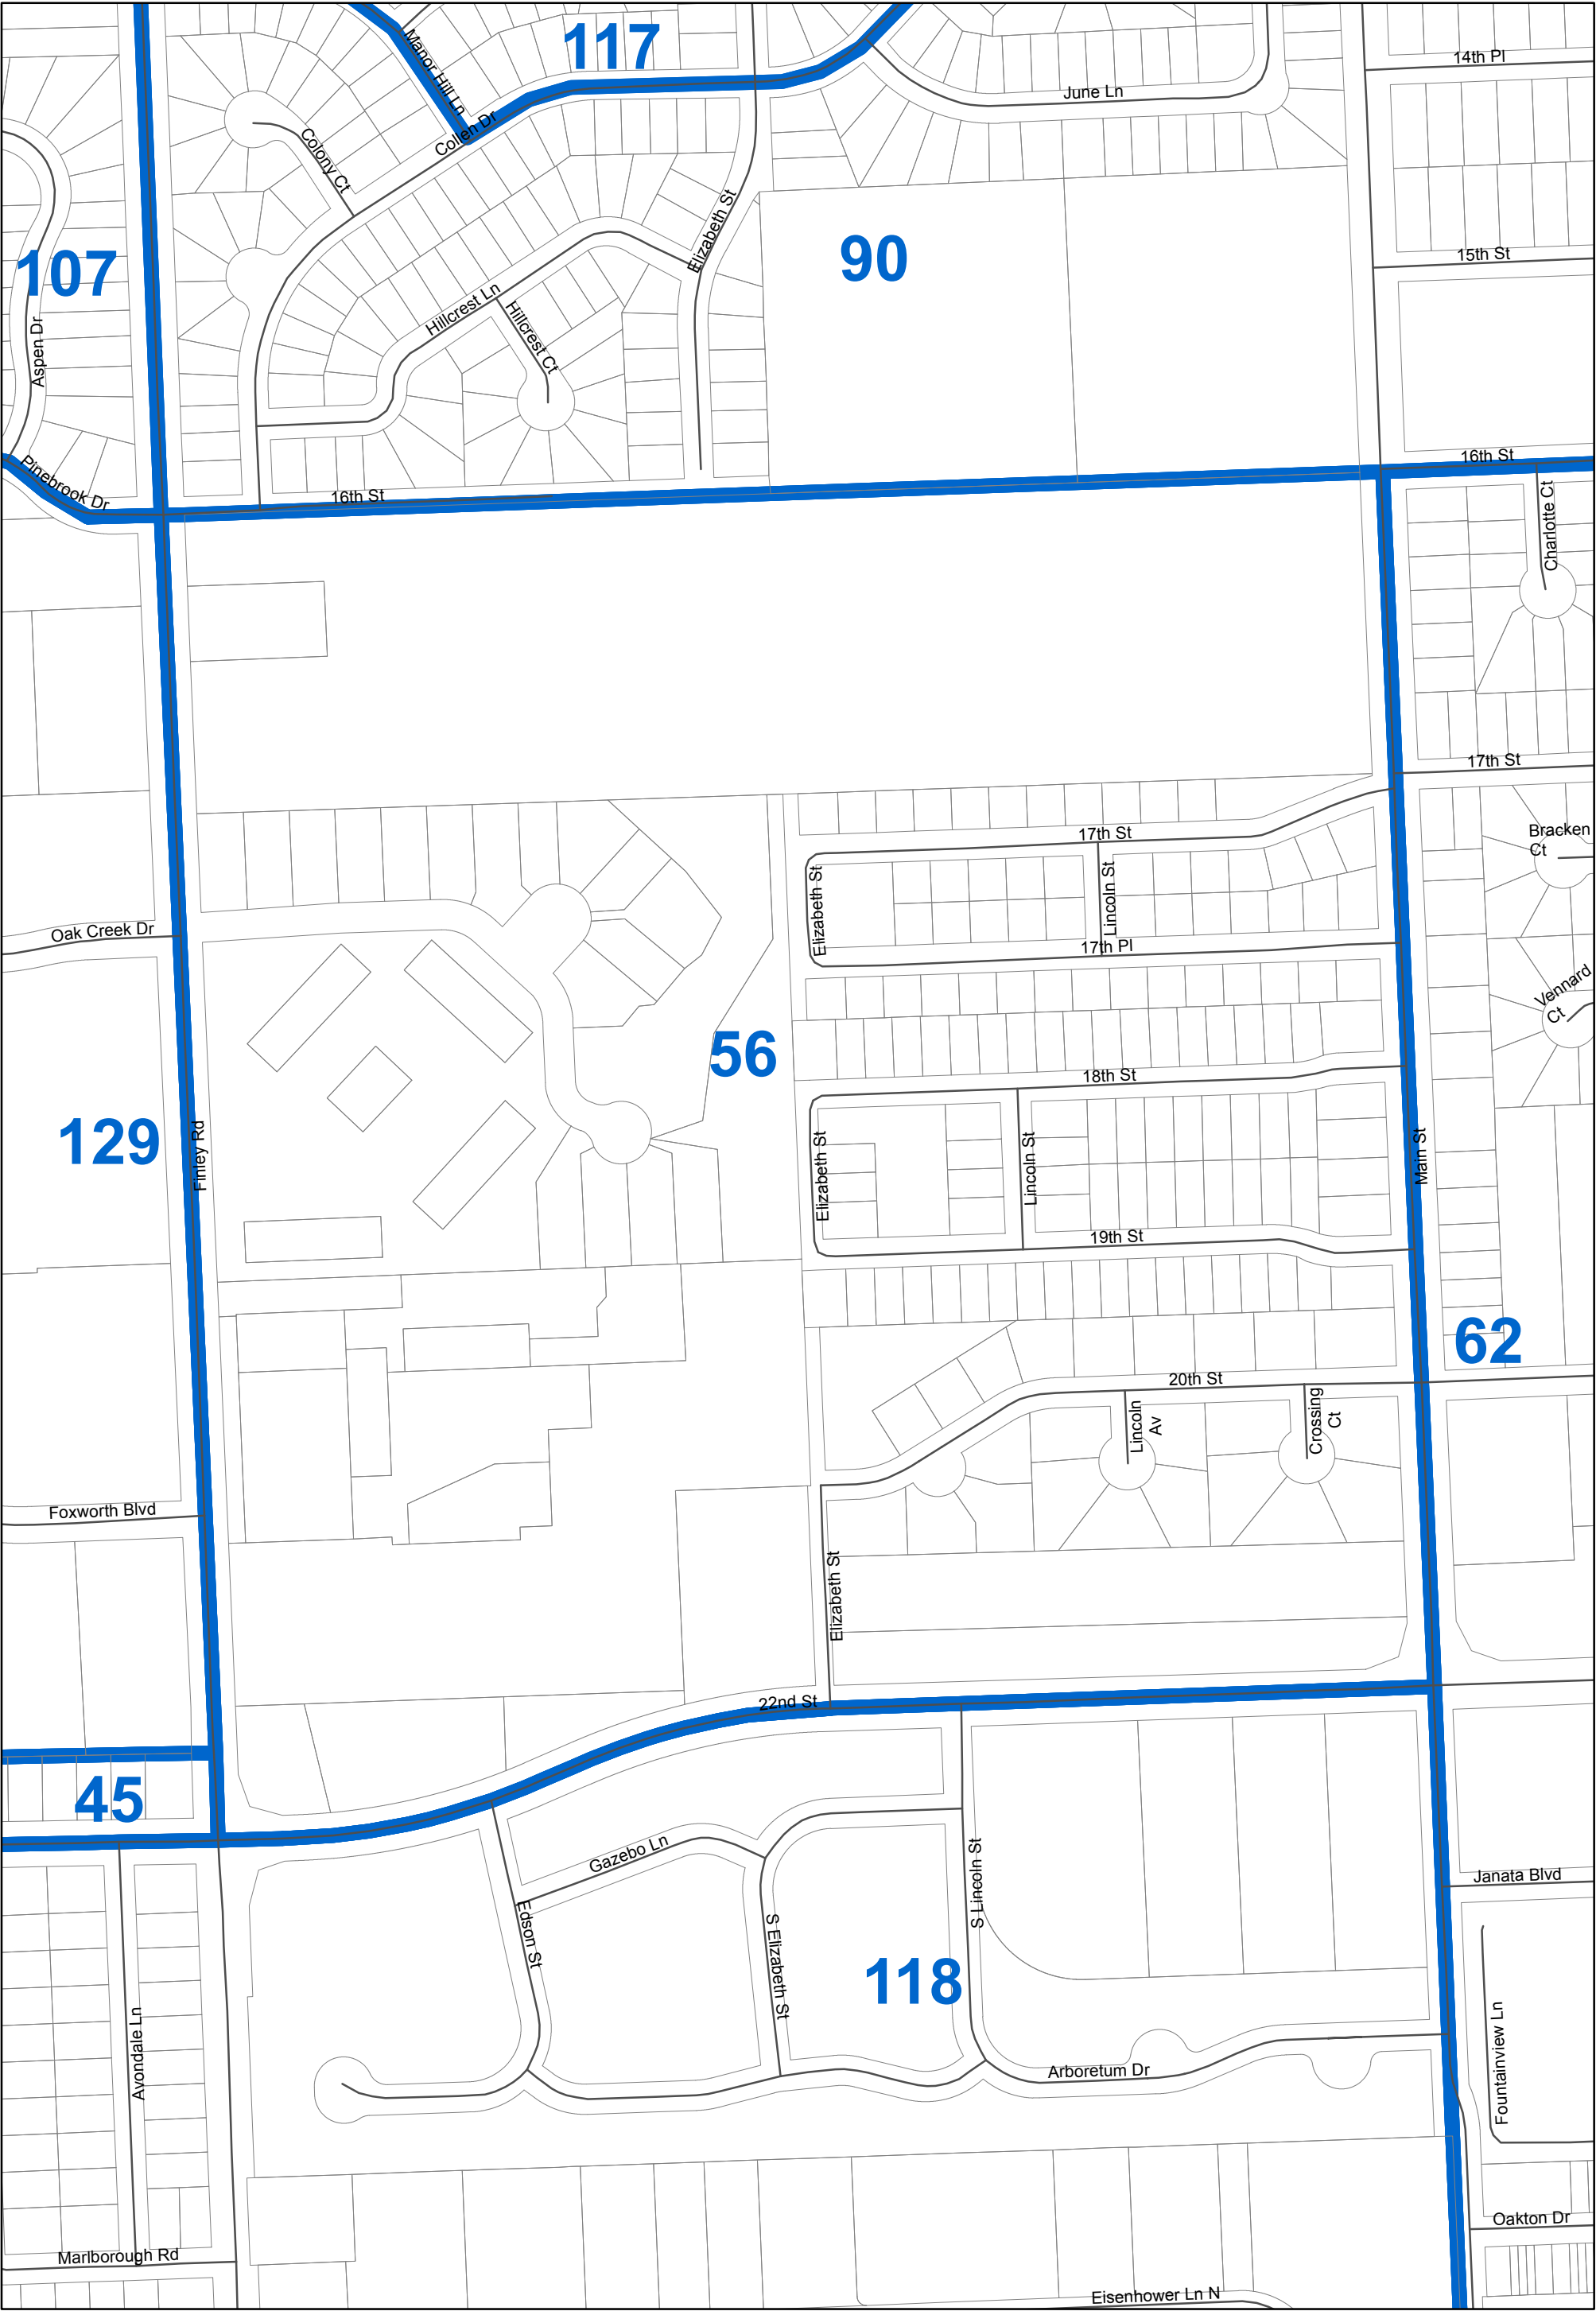 117
Manor Hill Ln
14th Pl
June Ln
Collen Dr
Colony Ct
Elizabeth St
107
90
15th St
Hillcrest Ln
Hillcrest Ct
Aspen Dr
Pinebrook Dr
16th St
16th St
Charlotte Ct
17th St
17th St
Bracken
Ct
Elizabeth St
Lincoln St
Oak Creek Dr
17th Pl
Vennard
Ct
56
18th St
129
Finley Rd
Elizabeth St
Lincoln St
Main St
19th St
62
20th St
Lincoln
Av
Crossing
Ct
Foxworth Blvd
Elizabeth St
22nd St
45
Gazebo Ln
S Lincoln St
Janata Blvd
Edson St
S Elizabeth St
118
Avondale Ln
Arboretum Dr
Fountainview Ln
Oakton Dr
Marlborough Rd
Eisenhower Ln N